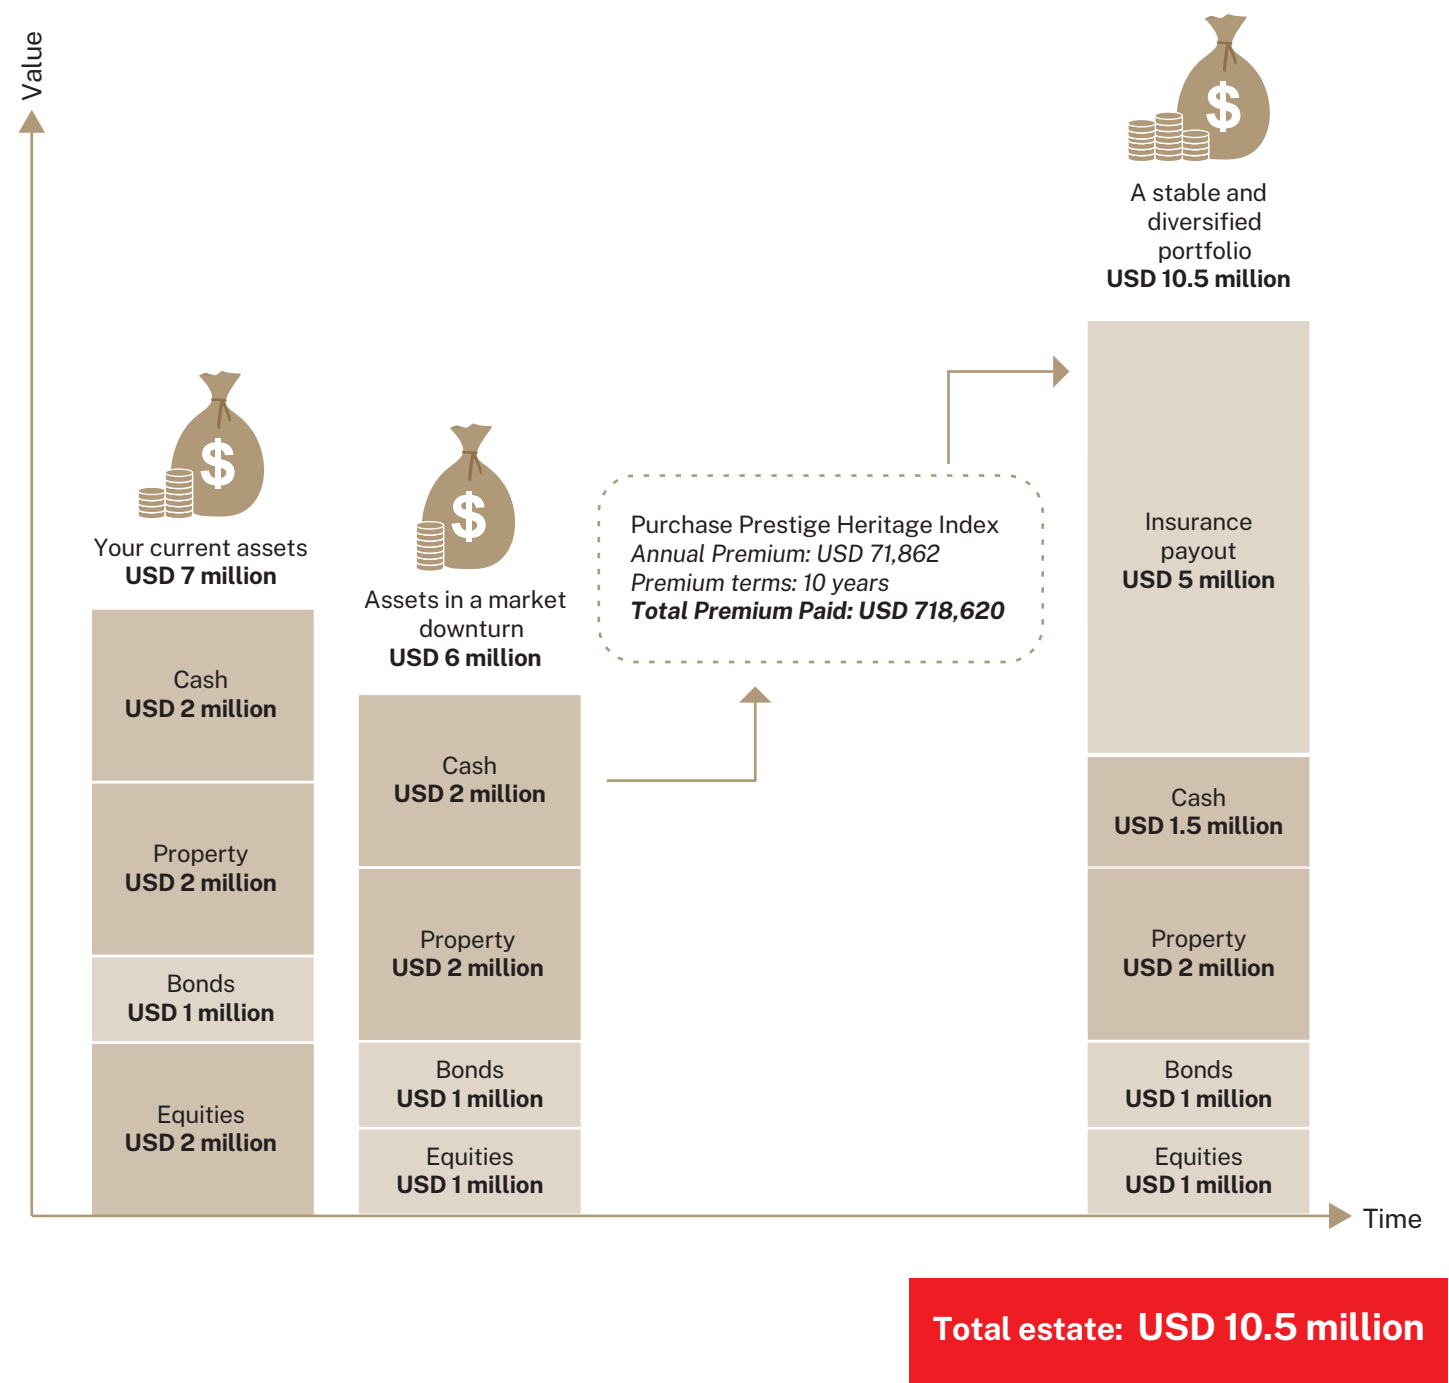 Value
$
A stable and
diversified
portfolio
USD 10.5 million
$
Your current assets
USD 7 million
Cash
USD 2 million
Property
USD 2 million
Bonds
USD 1 million
Equities
USD 2 million
$
Assets in a market
downturn
USD 6 million
Cash
USD 2 million
Property
USD 2 million
Bonds
USD 1 million
Equities
USD 1 million
Purchase Prestige Heritage Index
Annual Premium: USD 71,862
Premium terms: 10 years
Total Premium Paid: USD 718,620
Insurance
payout
USD 5 million
Cash
USD 1.5 million
Property
USD 2 million
Bonds
USD 1 million
Equities
USD 1 million
Time
Total estate: USD 10.5 million